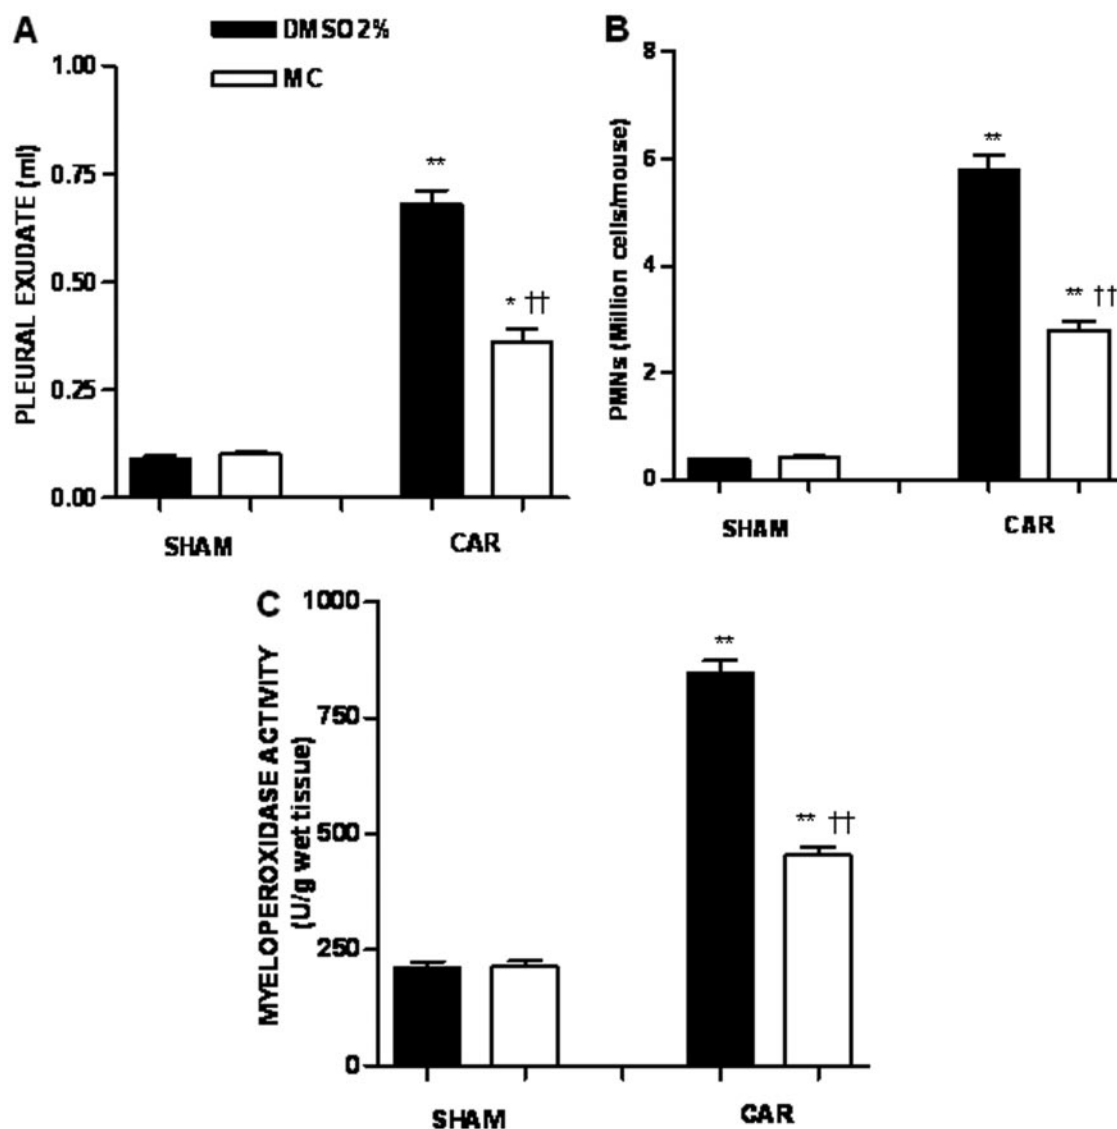 A
DMSO 2%
MC
PLEURAL EXUDATE (ml)
1.00
0.75
0.50
0.25
0.00
**
* ††
SHAM
CAR
B
PMNs (Million cells/mouse)
8
6
4
2
0
**
** ††
SHAM
CAR
C
MYELOPEROXIDASE ACTIVITY
(U/g wet tissue)
1000
750
500
250
0
**
** ††
SHAM
CAR